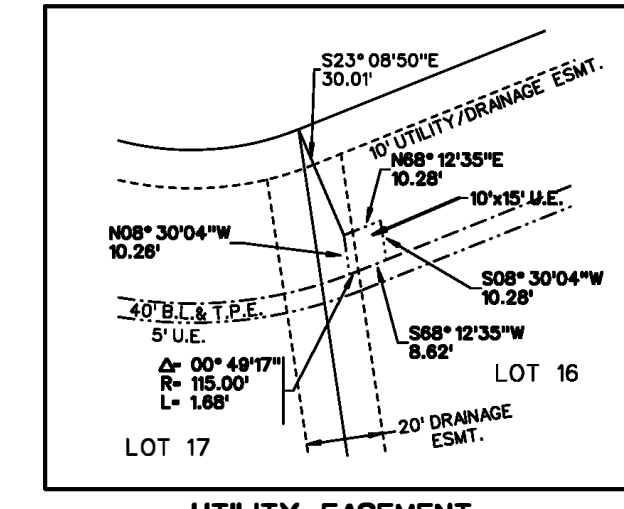 S23° 08'50"E
30.01'
10' UTILITY/DRAINAGE ESMT.
N68° 12'35"E
10.28'
10'x15' U.E.
N08° 30'04"W
10.26'
S08° 30'04"W
10.28'
40' B.L.& T.P.E.
5' U.E.
S68° 12'35"W
8.62'
Δ= 00° 49'17"
R= 115.00'
L= 1.68'
LOT 16
20' DRAINAGE
ESMT.
LOT 17
UTILITY EASEMENT